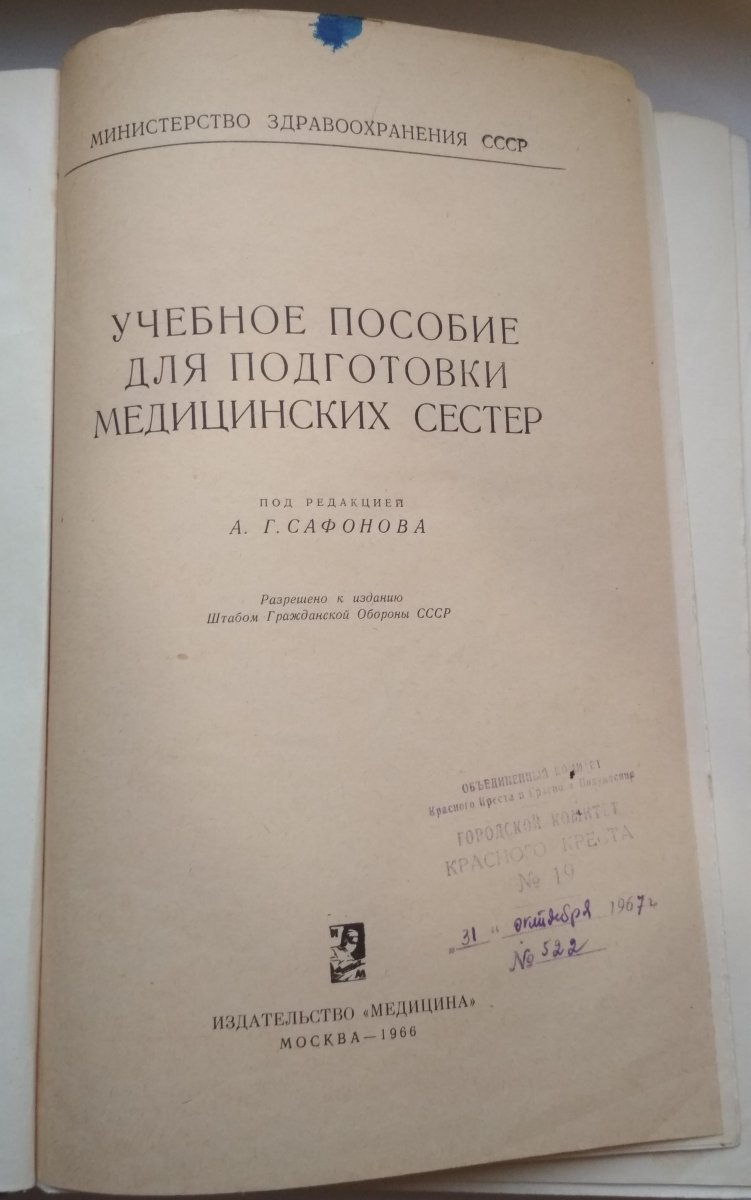 МИНИСТЕРСТВО ЗДРАВООХРАНЕНИЯ СССР
УЧЕБНОЕ ПОСОБИЕ
ДЛЯ ПОДГОТОВКИ
МЕДИЦИНСКИХ СЕСТЕР
ПОД РЕДАКЦИЕЙ
А. Г. САФОНОВА
Разрешено к изданию
Штабом Гражданской Обороны СССР
ОБЪЕДИНЕННЫЙ
Красного Креста и Полумесяца
ГОРОДСКОЙ КОМИТЕТ
КРАСНОГО КРЕСТА
№ 19
„31“ октября 1967 г.
№ 522
И
М
ИЗДАТЕЛЬСТВО «МЕДИЦИНА»
МОСКВА — 1966